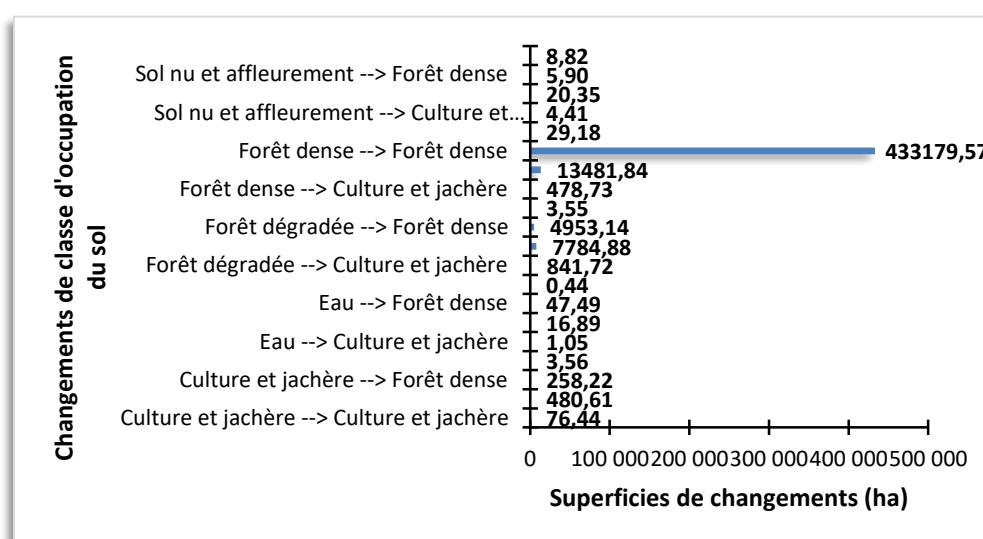 Changements de classe d'occupation
du sol
8,82
Sol nu et affleurement --> Forêt dense
5,90
20,35
Sol nu et affleurement --> Culture et...
4,41
29,18
Forêt dense --> Forêt dense
433179,57
13481,84
Forêt dense --> Culture et jachère
478,73
3,55
Forêt dégradée --> Forêt dense
4953,14
7784,88
Forêt dégradée --> Culture et jachère
841,72
0,44
Eau --> Forêt dense
47,49
16,89
Eau --> Culture et jachère
1,05
3,56
Culture et jachère --> Forêt dense
258,22
480,61
Culture et jachère --> Culture et jachère
76,44
0 100 000 200 000 300 000 400 000 500 000
Superficies de changements (ha)